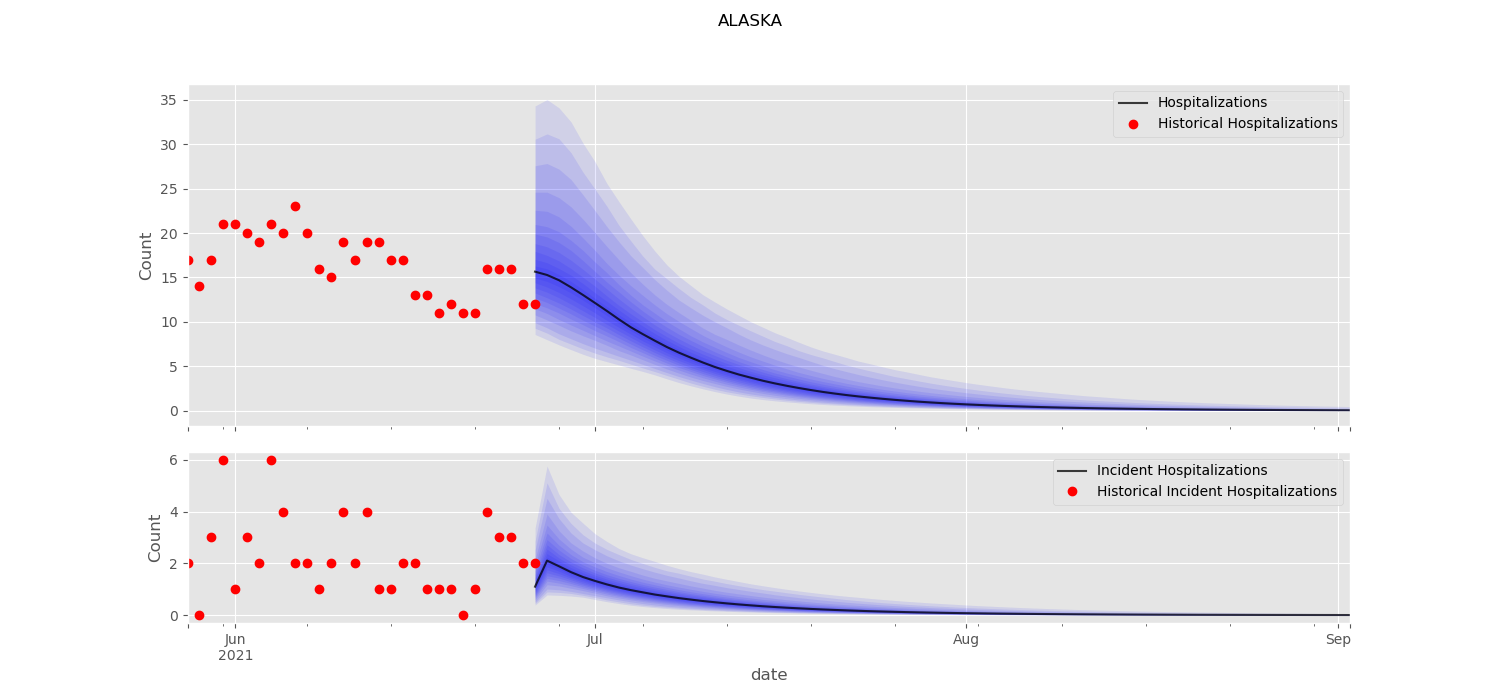 ALASKA
35
30
25
20
15
10
5
0
Count
Hospitalizations
Historical Hospitalizations
6
4
2
0
Count
Incident Hospitalizations
Historical Incident Hospitalizations
Jun
2021
Jul
Aug
Sep
date